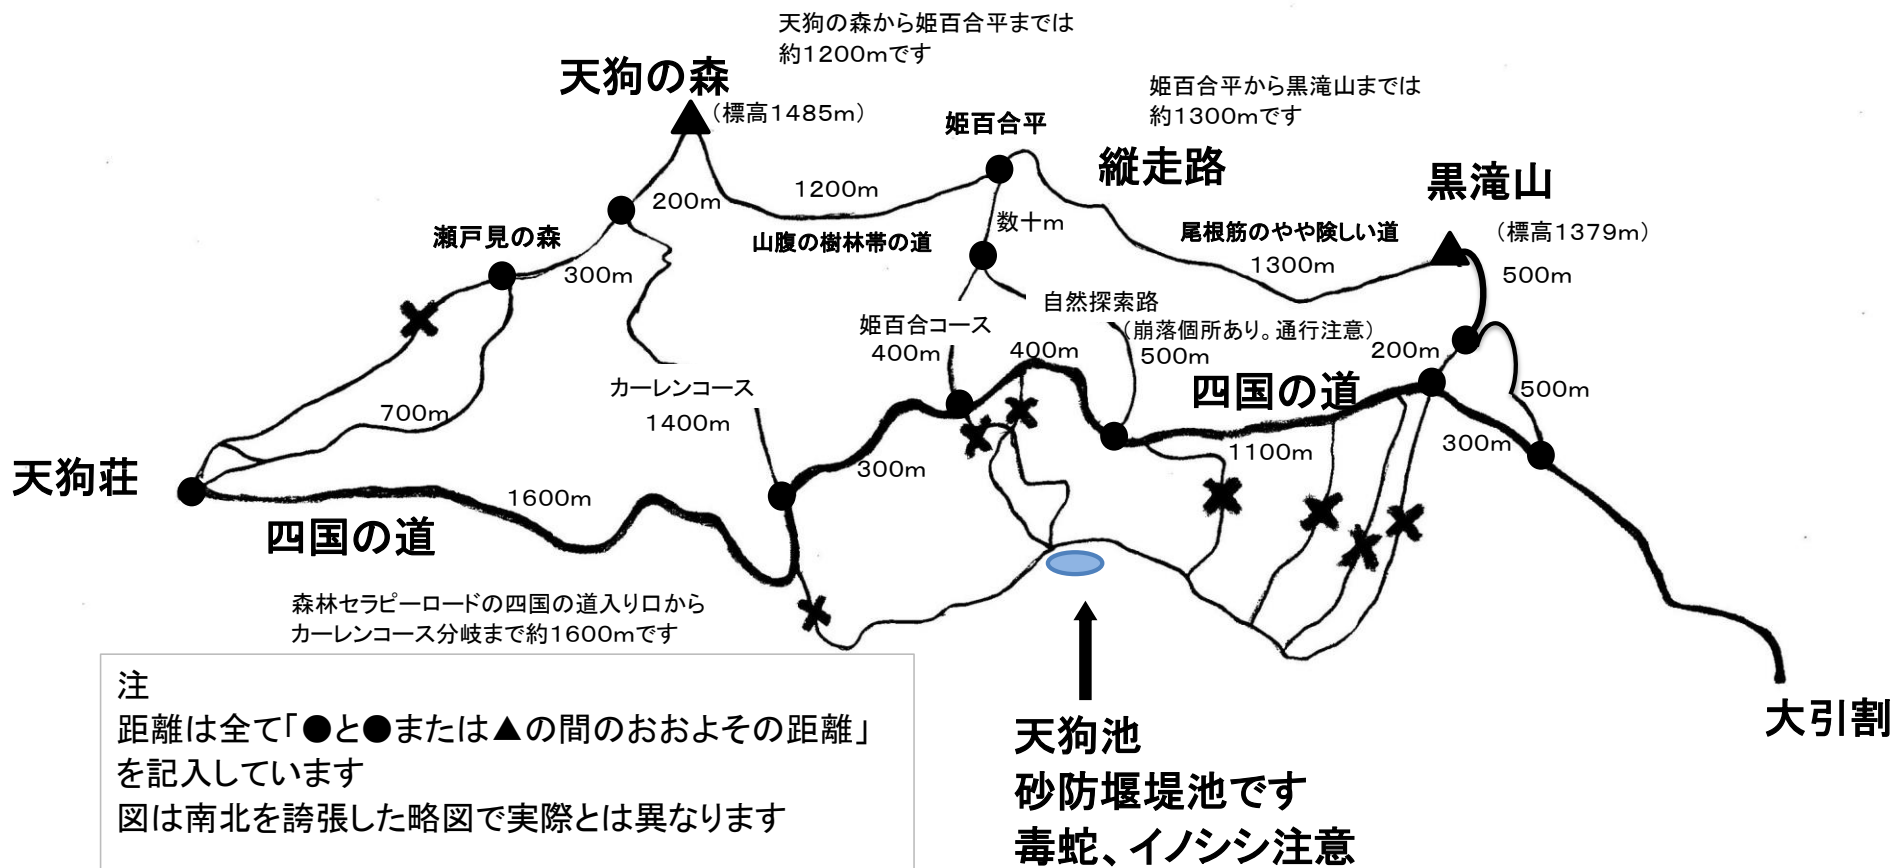 天狗の森から姫百合平までは
約1200mです
天狗の森
(標高1485m)
姫百合平から黒滝山までは
約1300mです
姫百合平
縦走路
黒滝山
(標高1379m)
1200m
200m
数十m
瀬戸見の森
山腹の樹林帯の道
尾根筋のやや険しい道
300m
1300m
500m
自然探索路
姫百合コース
(崩落個所あり。通行注意)
400m
400m
500m
200m
四国の道
カーレンコース
1400m
700m
500m
300m
1100m
300m
天狗荘
1600m
四国の道
森林セラピーロードの四国の道入り口から
カーレンコース分岐まで約1600mです
注
距離は全て「●と●または▲の間のおおよその距離」
を記入しています
図は南北を誇張した略図で実際とは異なります
天狗池
砂防堰堤池です
毒蛇、イノシシ注意
大引割